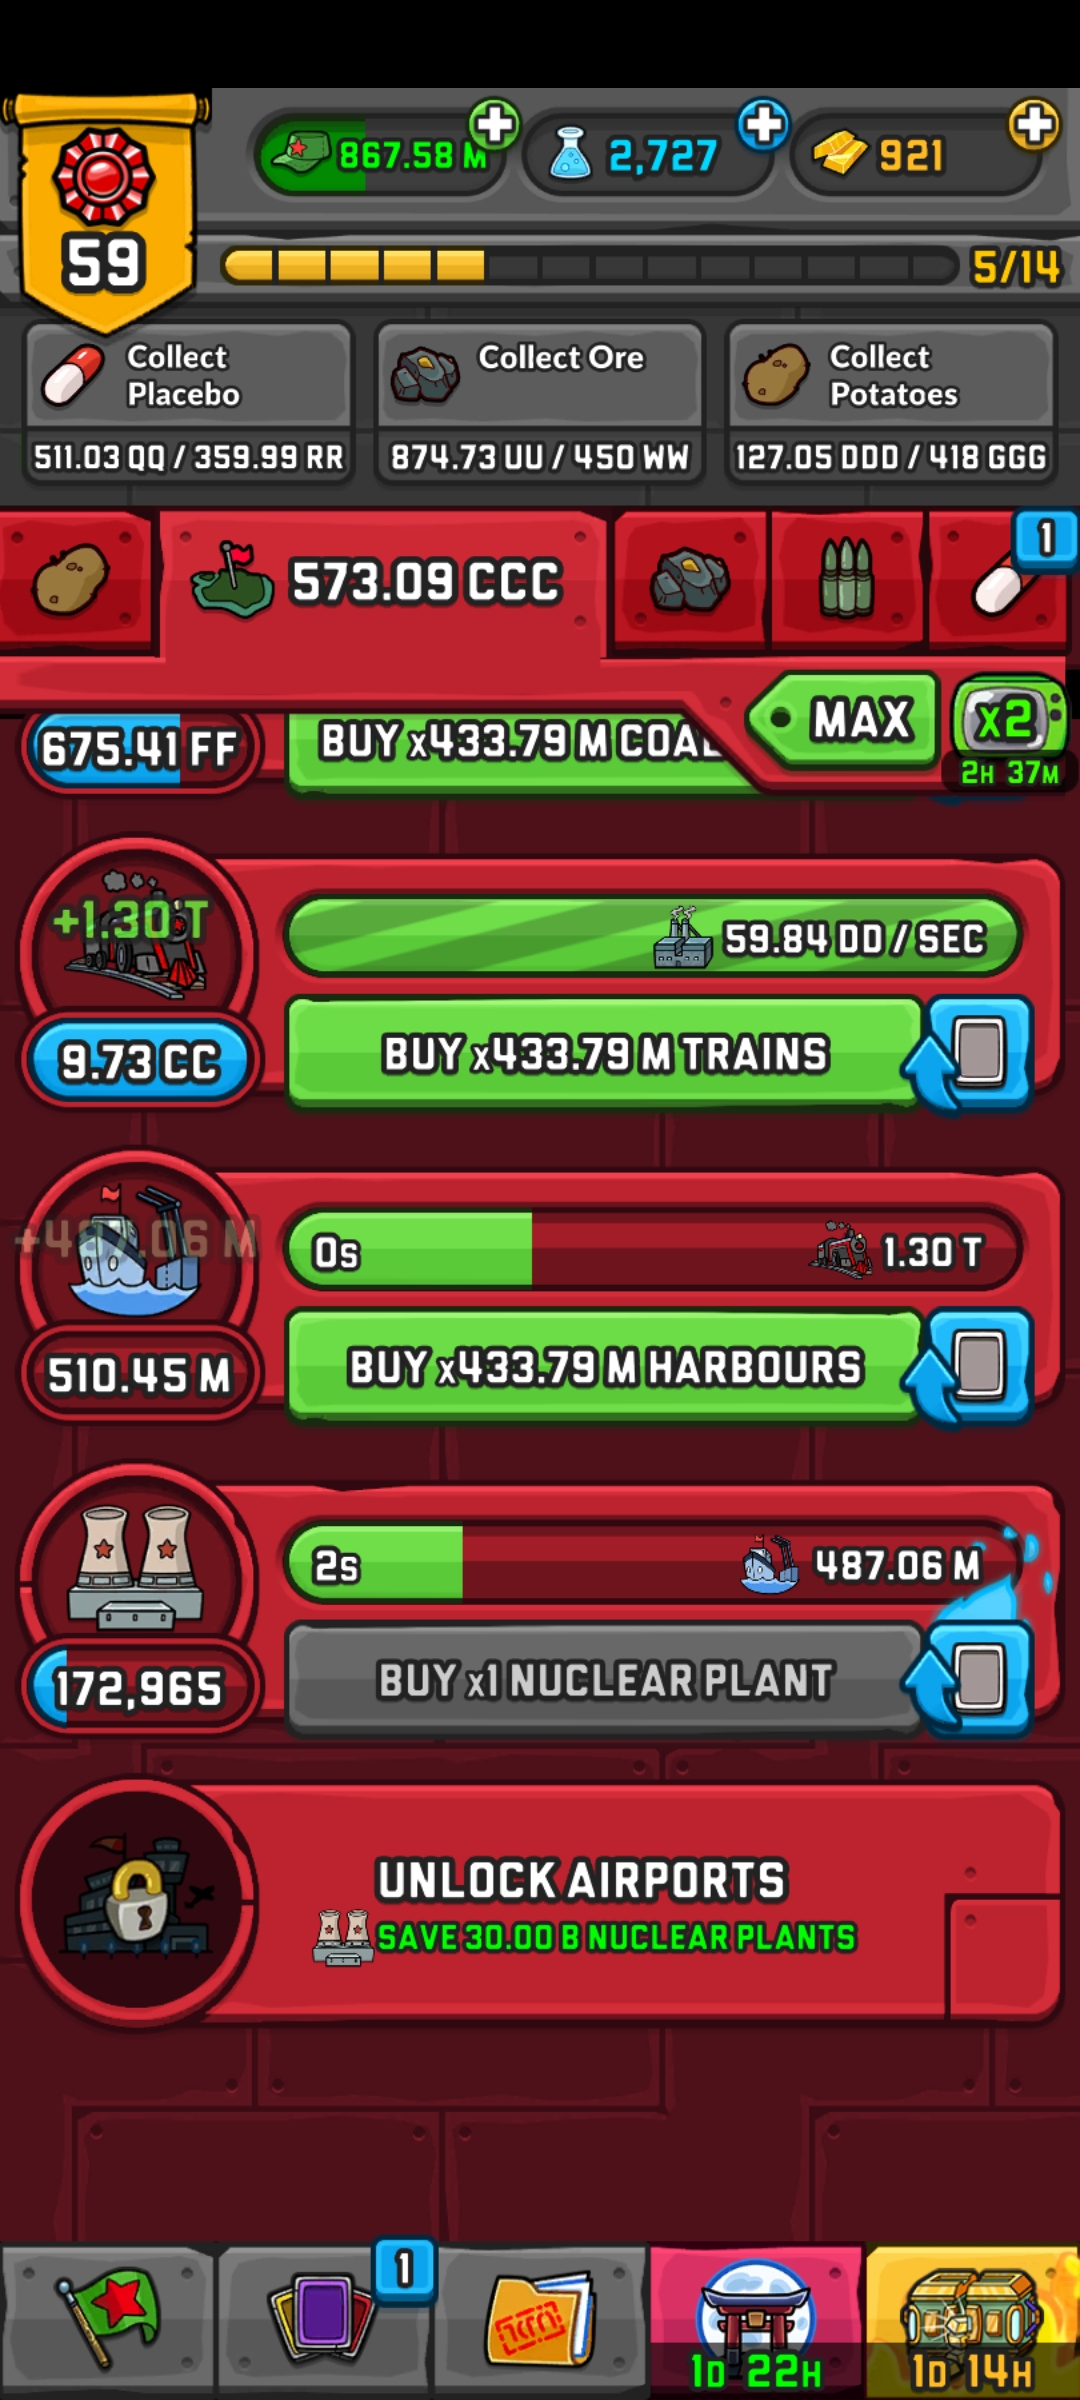 867.58 M
2,727
921
59
5/14
Collect
Placebo
511.03 QQ / 359.99 RR
Collect Ore
874.73 UU / 450 WW
Collect
Potatoes
127.05 DDD / 418 GGG
573.09 CCC
1
MAX
x2
2H 37M
675.41 FF
BUY x433.79 M COAL
+1.30 T
59.84 DD / SEC
9.73 CC
BUY x433.79 M TRAINS
+487.06 M
0s
1.30 T
510.45 M
BUY x433.79 M HARBOURS
2s
487.06 M
172,965
BUY x1 NUCLEAR PLANT
UNLOCK AIRPORTS
SAVE 30.00 B NUCLEAR PLANTS
1
1D 22H
1D 14H